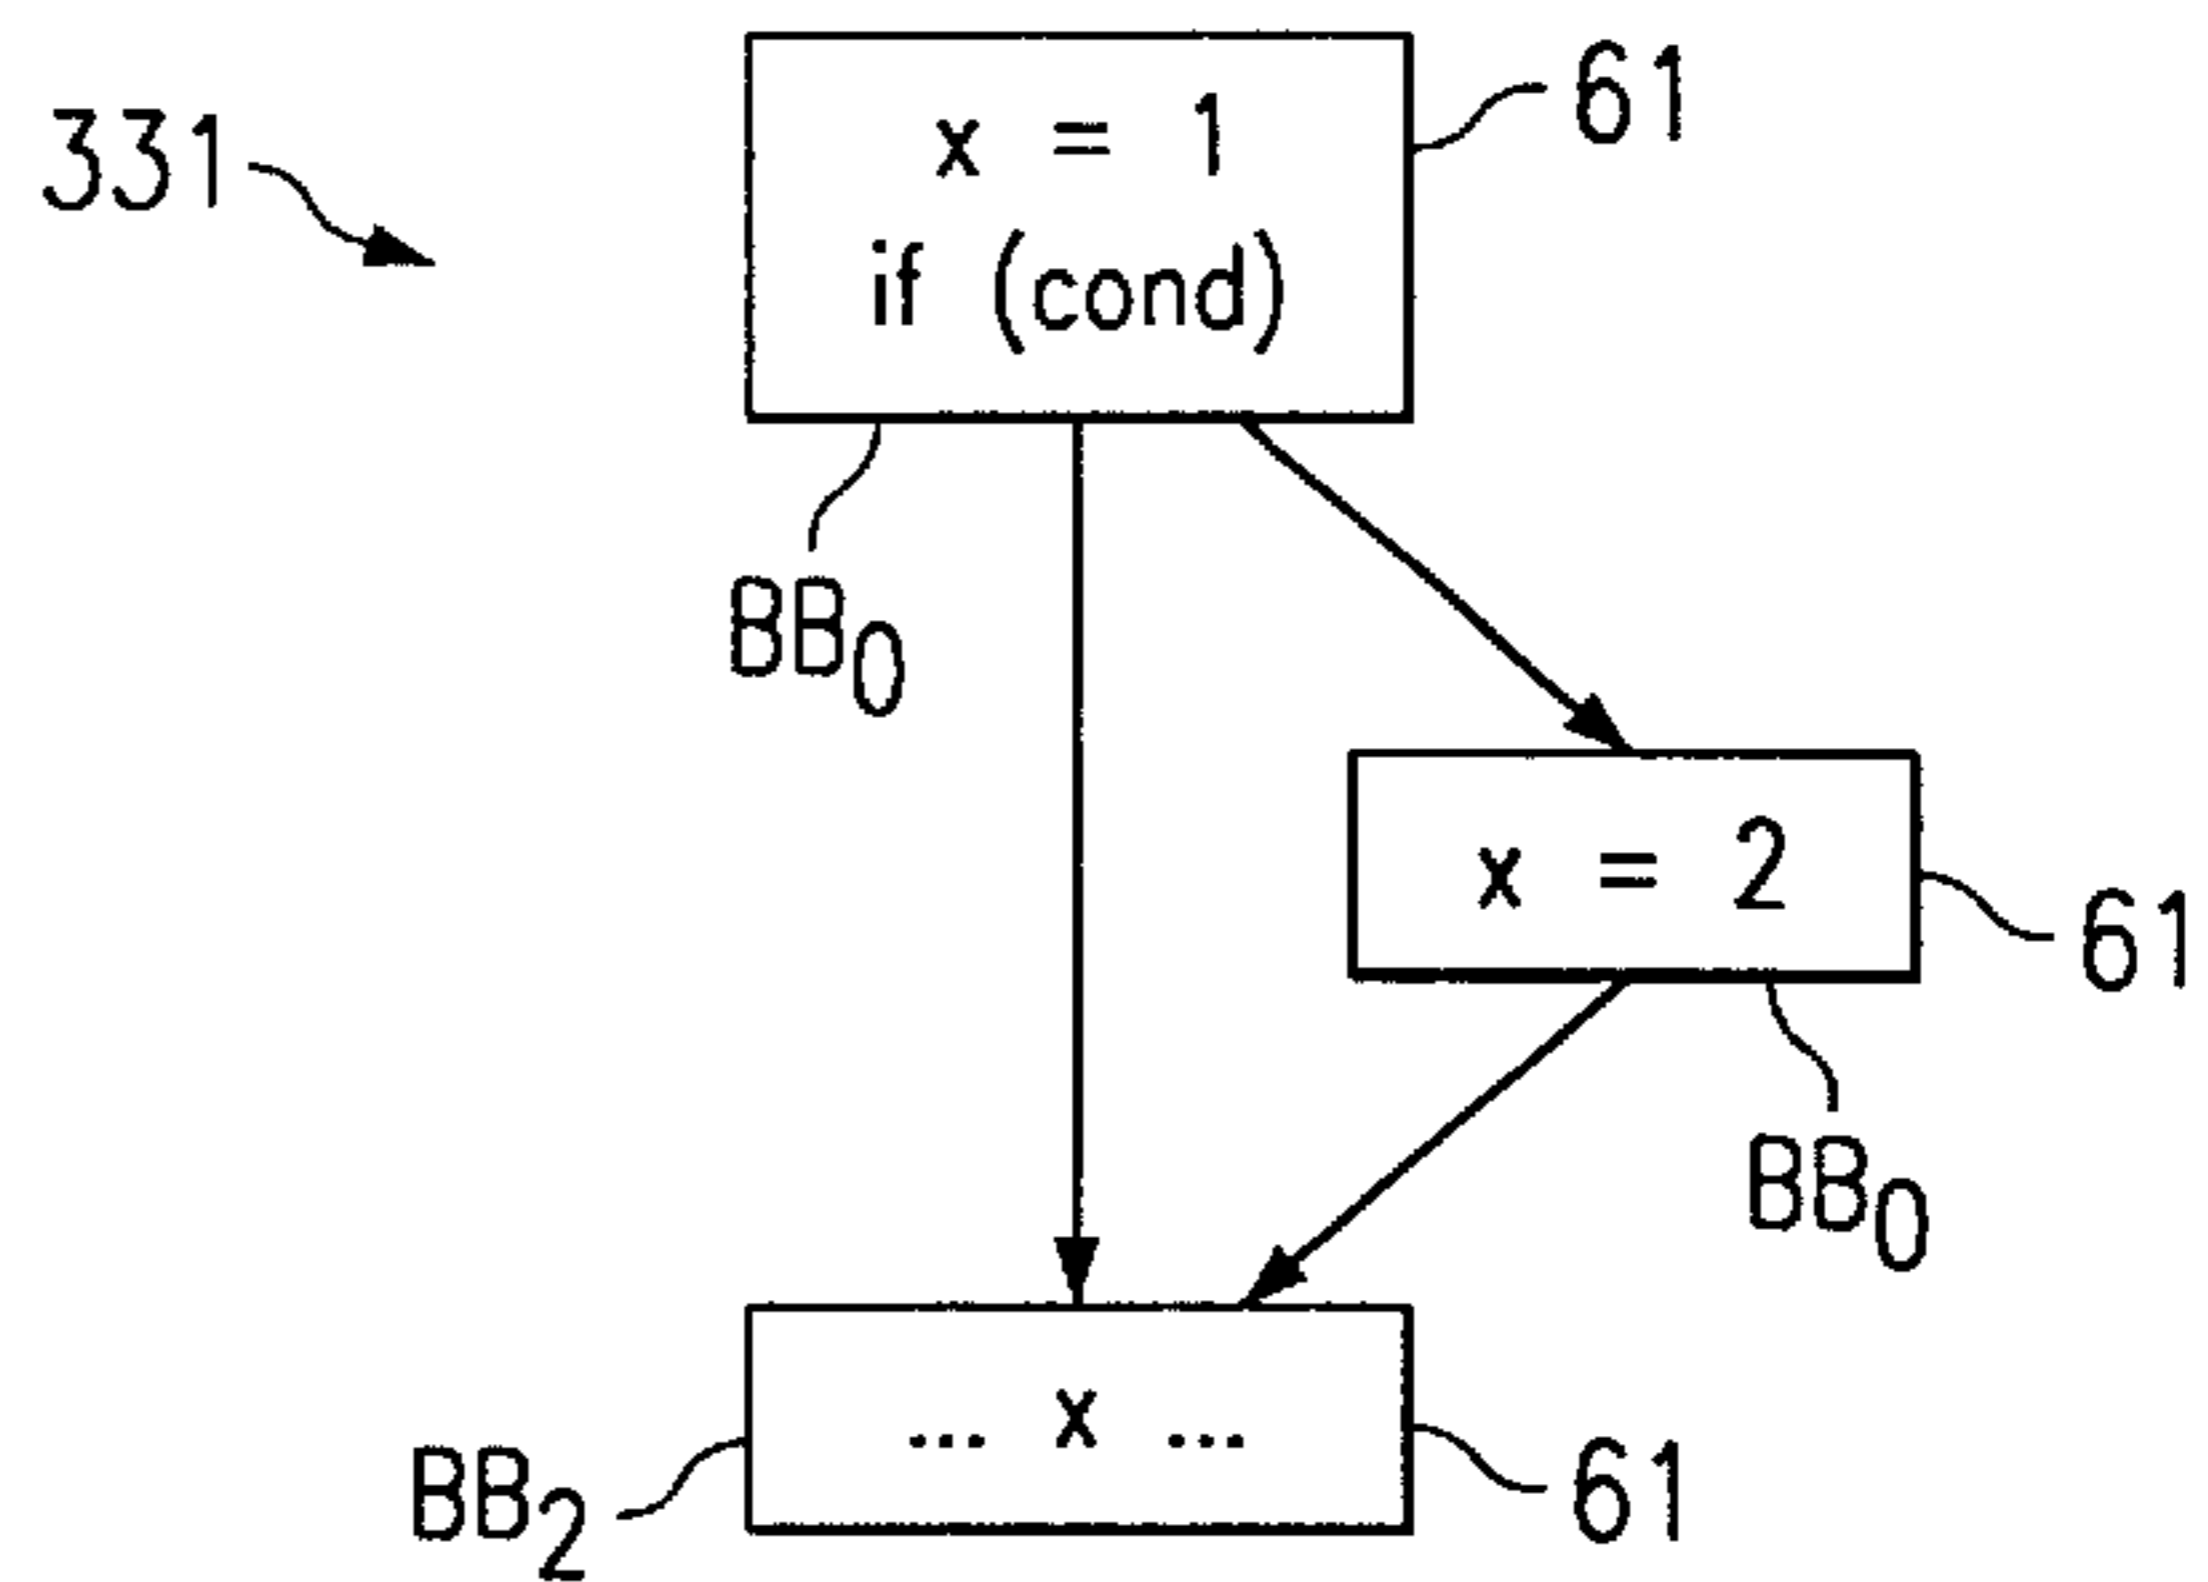 331
x = 1
if (cond)
61
BB0
x = 2
61
BB0
... x ...
BB2
61